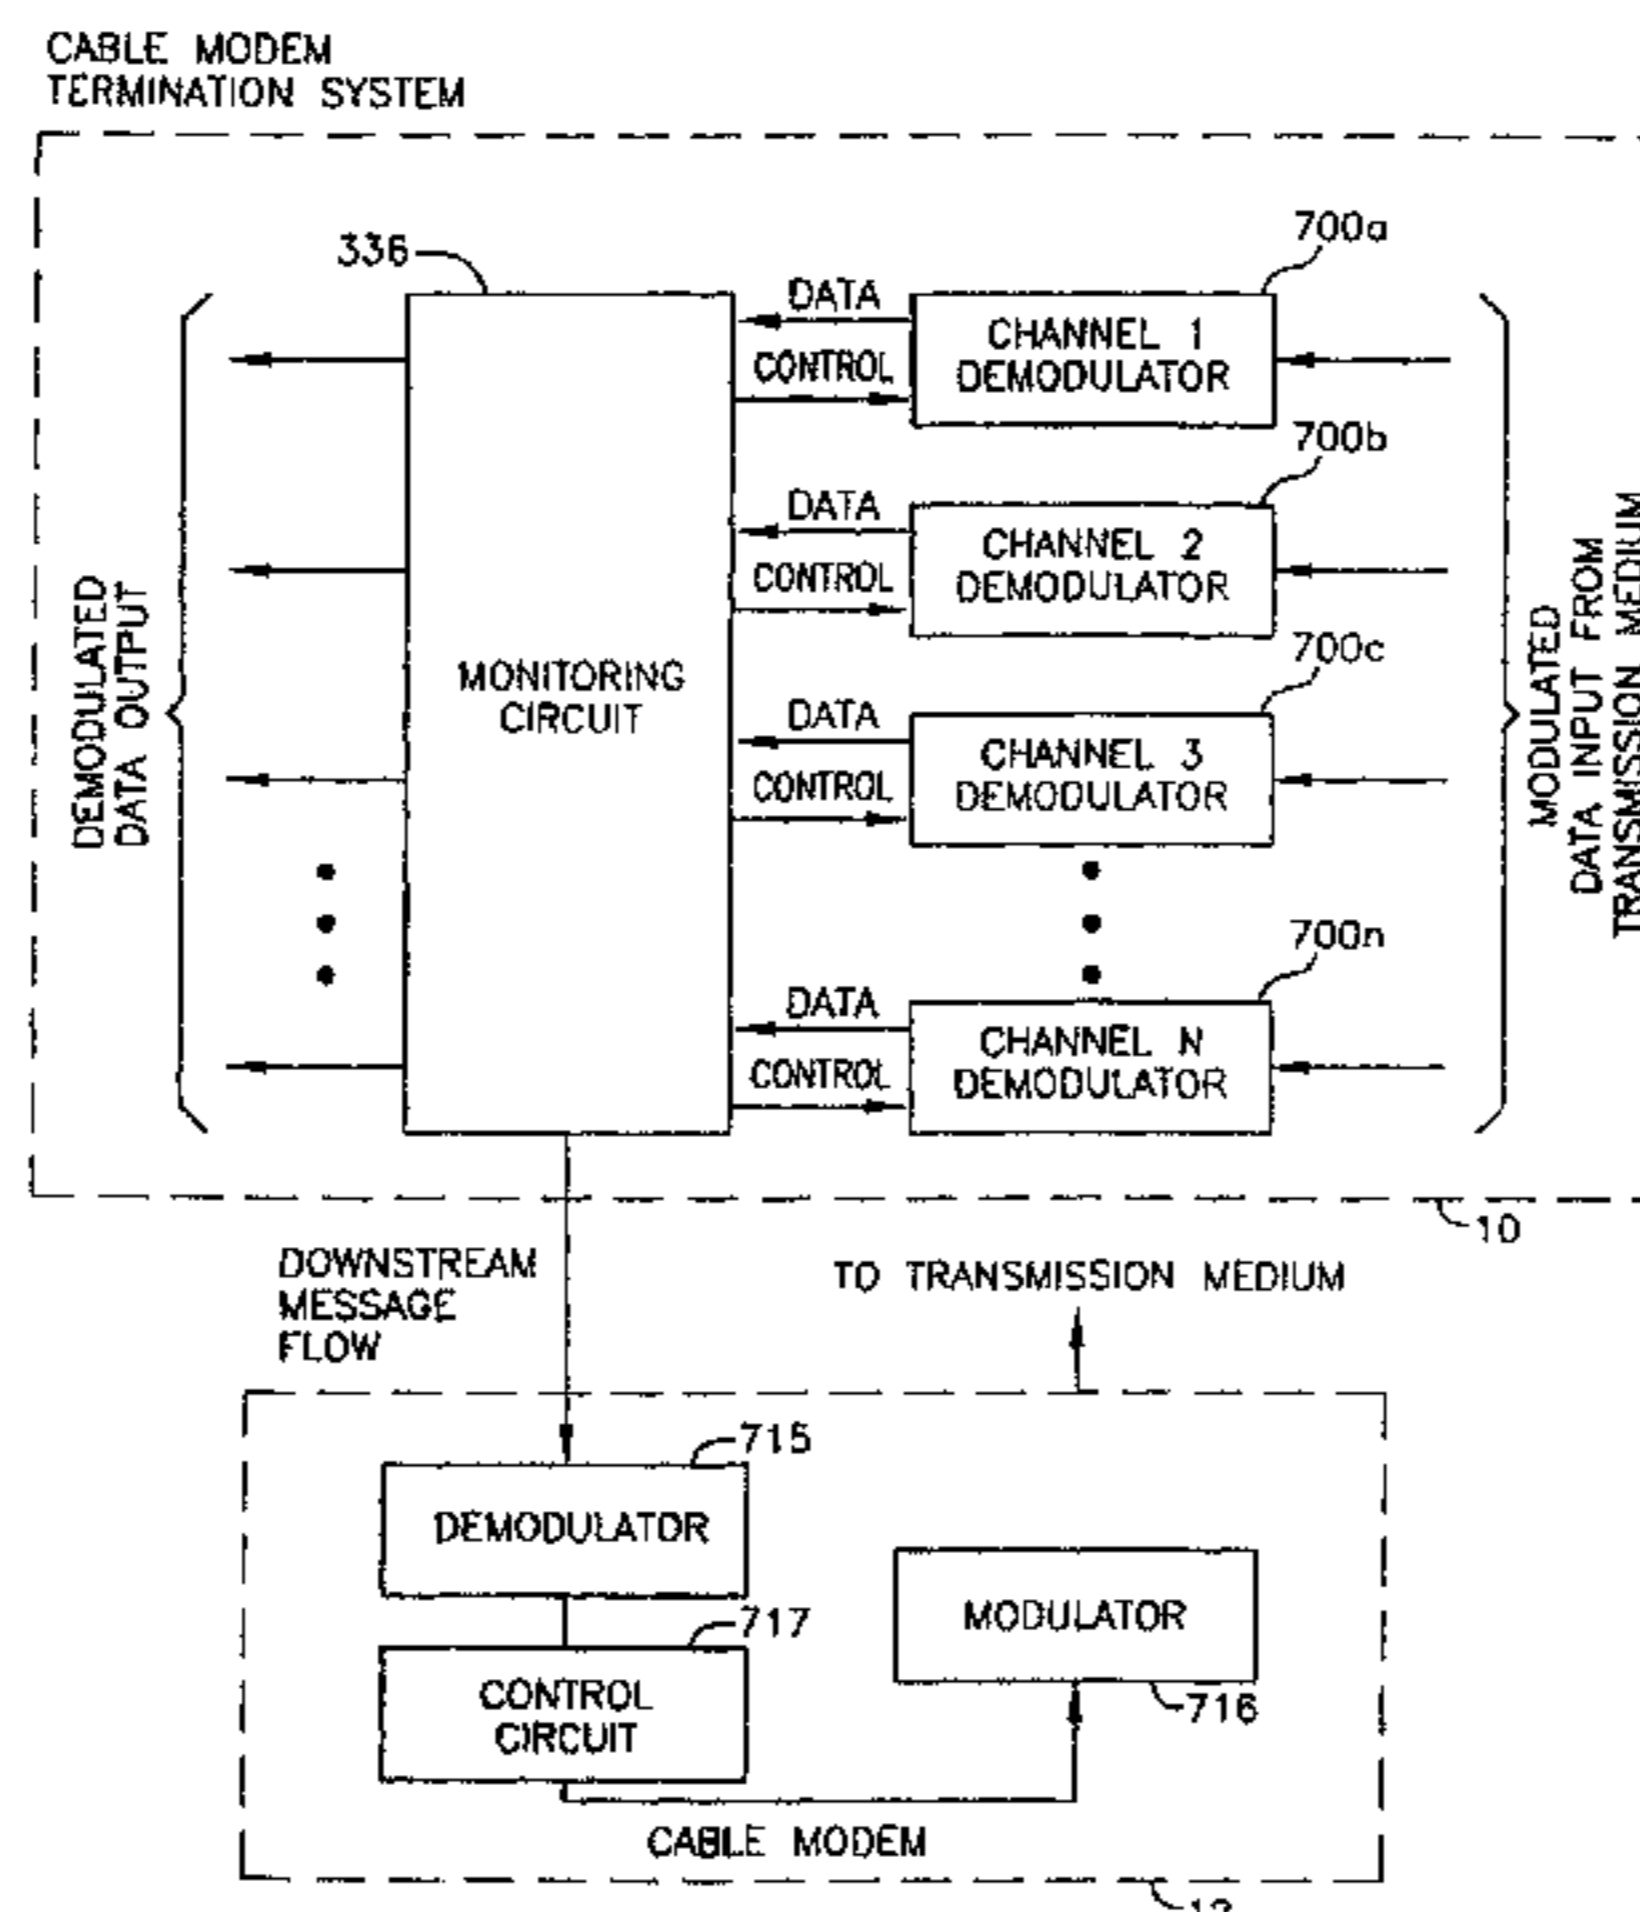 CABLE MODEM
TERMINATION SYSTEM
336
700a
DATA
CHANNEL 1
CONTROL
DEMODULATOR
700b
DATA
CHANNEL 2
CONTROL
DEMODULATOR
700c
DATA
CHANNEL 3
CONTROL
DEMODULATOR
700n
DATA
CHANNEL N
CONTROL
DEMODULATOR
MONITORING
CIRCUIT
DEMODULATED
DATA OUTPUT
MODULATED
DATA INPUT FROM
TRANSMISSION MEDIUM
10
DOWNSTREAM
MESSAGE
FLOW
TO TRANSMISSION MEDIUM
715
DEMODULATOR
717
CONTROL
CIRCUIT
MODULATOR
716
CABLE MODEM